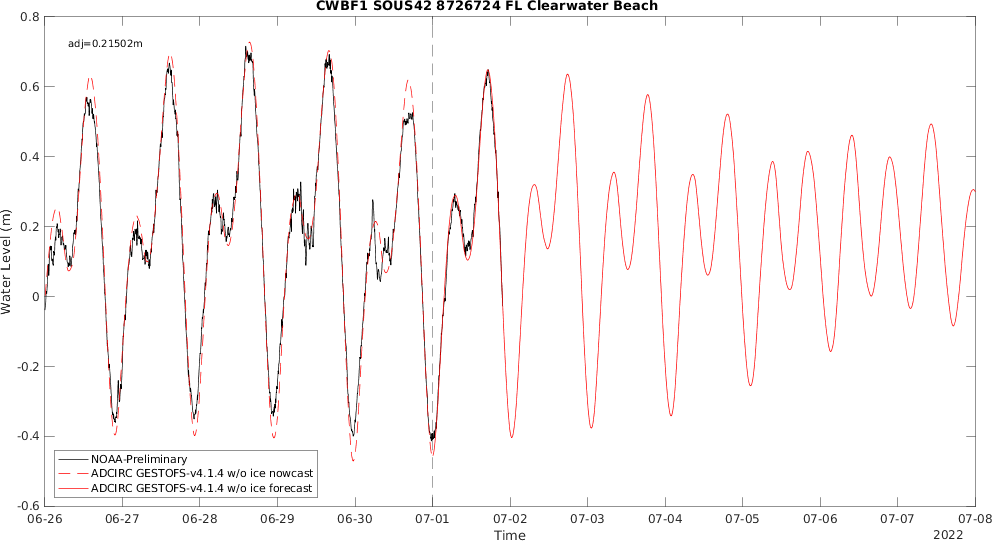 CWBF1 SOUS42 8726724 FL Clearwater Beach
adj=0.21502m
Water Level (m)
0.8
0.6
0.4
0.2
0
-0.2
-0.4
-0.6
NOAA-Preliminary
ADCIRC GESTOFS-v4.1.4 w/o ice nowcast
ADCIRC GESTOFS-v4.1.4 w/o ice forecast
06-26 06-27 06-28 06-29 06-30 07-01 07-02 07-03 07-04 07-05 07-06 07-07 07-08
Time
2022